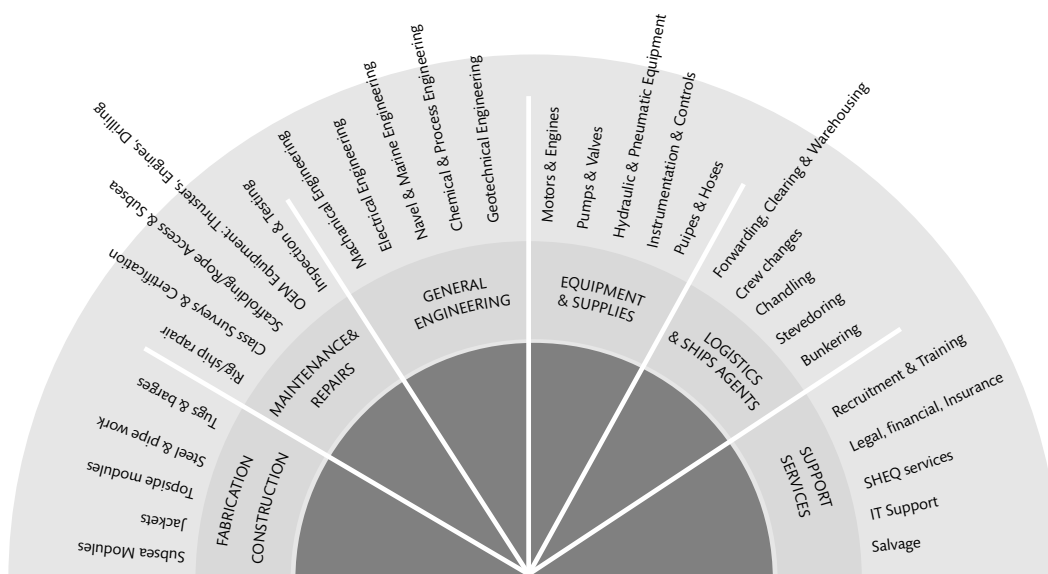 FABRICATION
CONSTRUCTION
Subsea Modules
Jackets
Topside modules
Steel & pipe work
Tugs & barges
MAINTENANCE&
REPAIRS
Rig/ship rapair
Class Surveys & Certification
Scaffolding/Rope Access & Subsea
OEM Equipment: Thrusters, Engines, Drilling
Inspection & Testing
GENERAL
ENGINEERING
Machanical Engineering
Electrical Engineering
Navel & Marine Engineering
Chemical & Process Engineering
Geotechnical Engineering
EQUIPMENT
& SUPPLIES
Motors & Engines
Pumps & Valves
Hydraulic & Pneumatic Equipment
Instrumentation & Controls
Puipes & Hoses
LOGISTICS
& SHIPS AGENTS
Forwarding, Clearing & Warehousing
Crew changes
Chandling
Stevedoring
Bunkering
SUPPORT
SERVICES
Recruitment & Training
Legal, financial, Insurance
SHEQ services
IT Support
Salvage